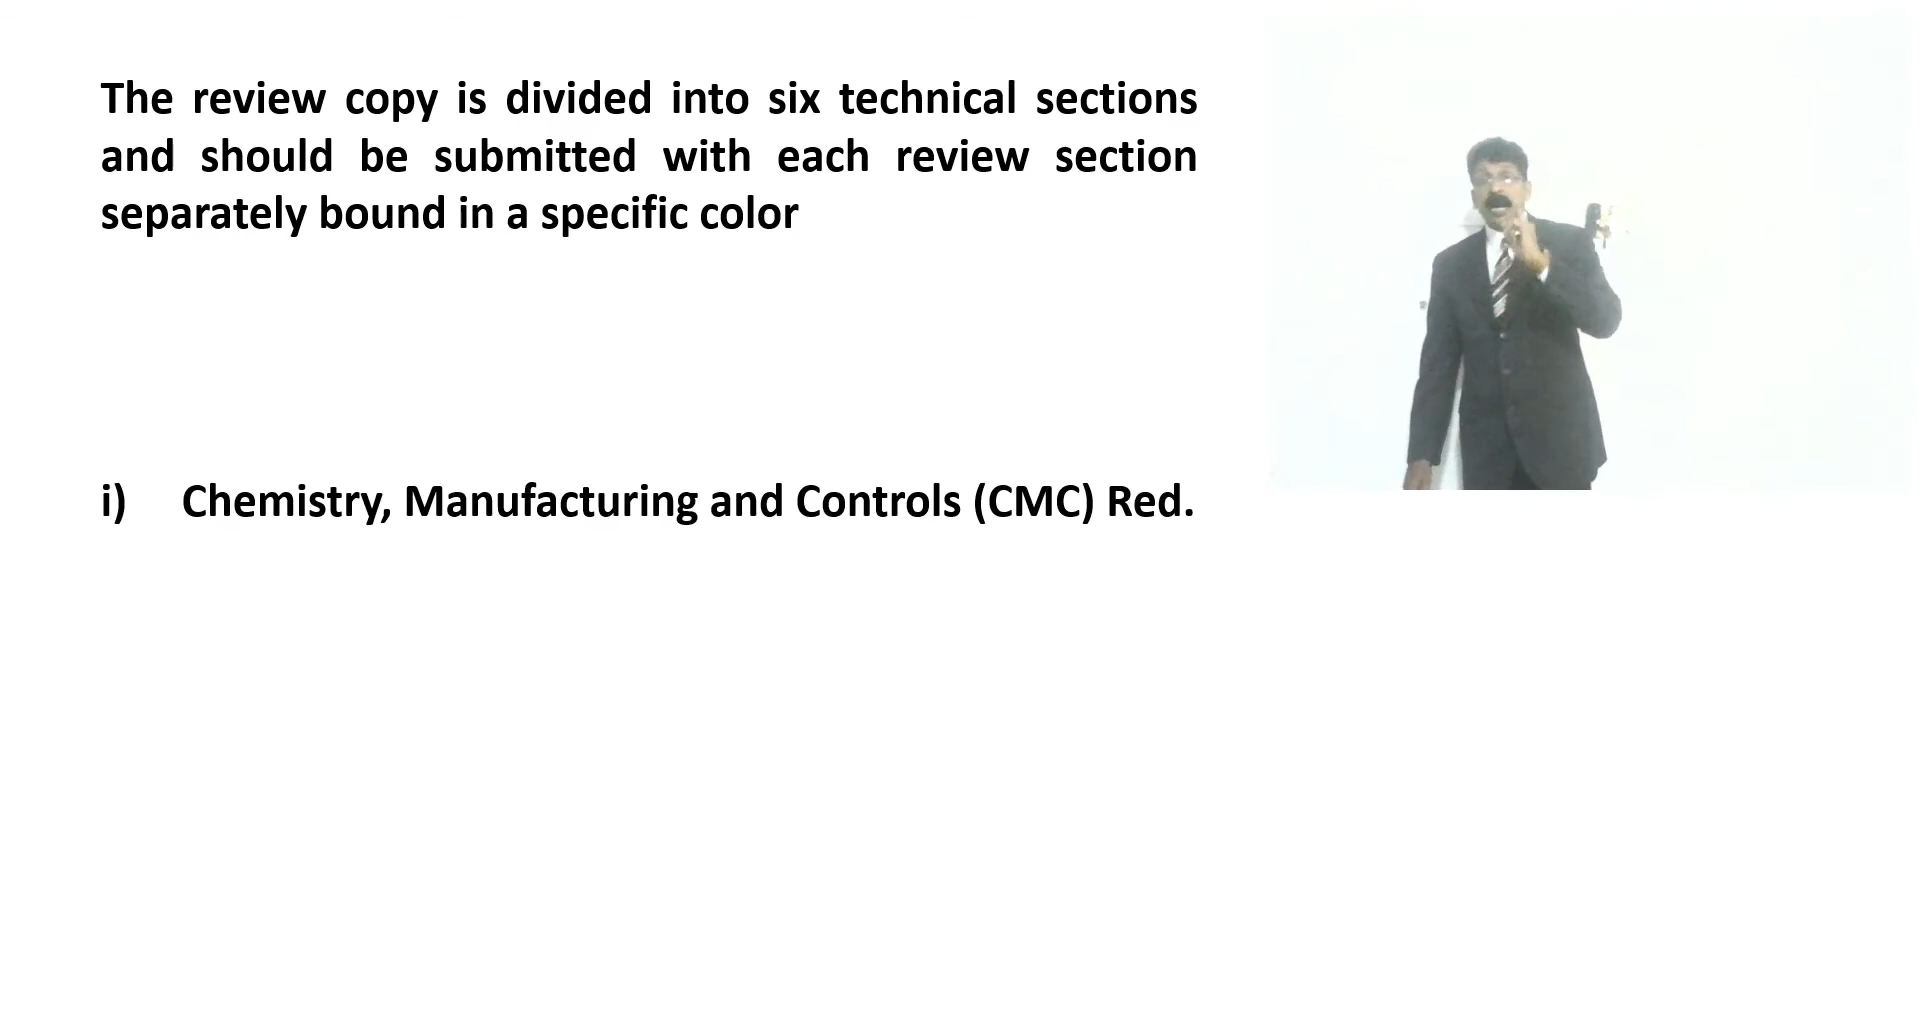 The review copy is divided into six technical sections
and should be submitted with each review section
separately bound in a specific color
i) Chemistry, Manufacturing and Controls (CMC) Red.